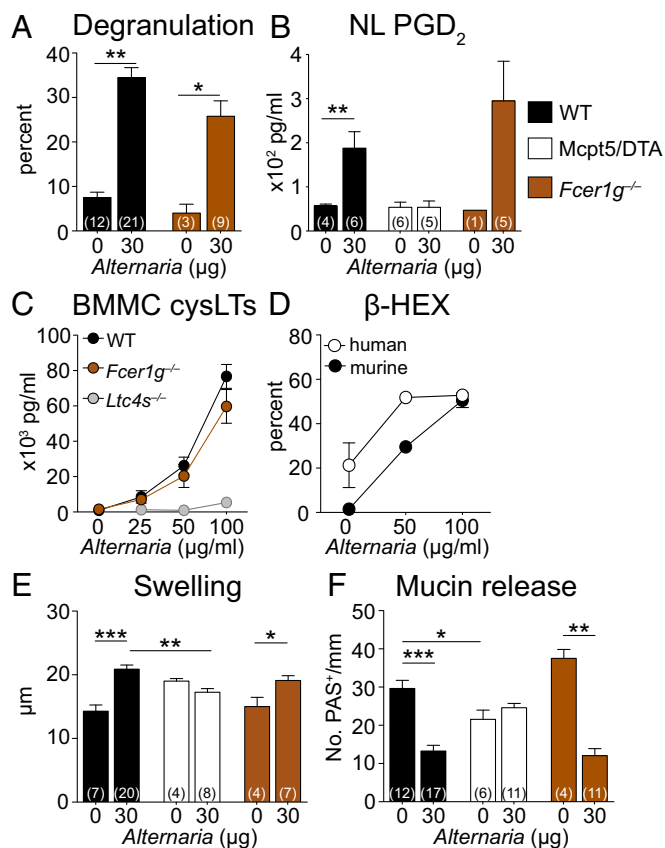 A Degranulation
percent
40
30
20
10
0
**
*
(12) (21) (3) (9)
0 30 0 30
Alternaria (µg)
B NL PGD₂
x10² pg/ml
6
4
2
0
**
(4) (6) (6) (5) (1) (5)
0 30 0 30 0 30
Alternaria (µg)
WT
Mcpt5/DTA
Fcer1g⁻/⁻
C BMMC cysLTs
WT
Fcer1g⁻/⁻
Ltc4s⁻/⁻
x10³ pg/ml
100
80
60
40
20
0
0 25 50 100
Alternaria (µg/ml)
D β-HEX
human
murine
percent
80
60
40
20
0
0 50 100
Alternaria (µg/ml)
E Swelling
µm
30
20
10
0
***
**
*
(7) (20) (4) (8) (4) (7)
0 30 0 30 0 30
Alternaria (µg)
F Mucin release
No. PAS⁺/mm
50
40
30
20
10
0
*
***
**
(12) (17) (6) (11) (4) (11)
0 30 0 30 0 30
Alternaria (µg)